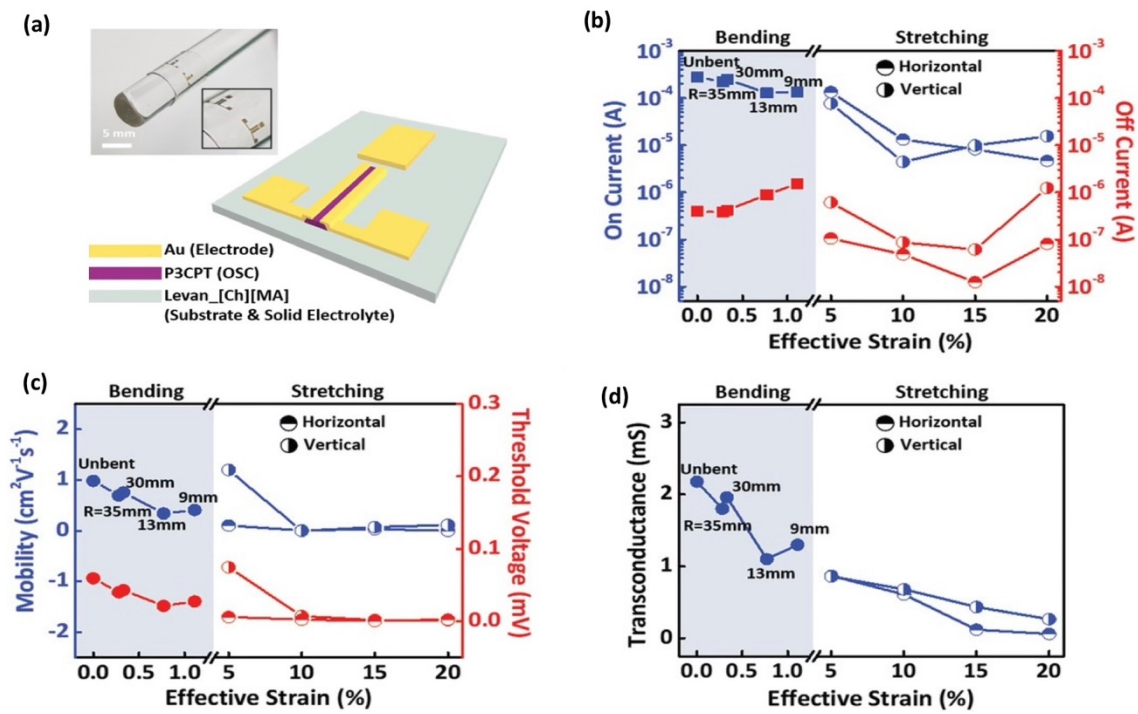 (a)
5 mm
Au (Electrode)
P3CPT (OSC)
Levan_[Ch][MA]
(Substrate & Solid Electrolyte)
(b)
Bending
Stretching
10⁻³
10⁻⁴
10⁻⁵
10⁻⁶
10⁻⁷
10⁻⁸
On Current (A)
Unbent
30mm
9mm
R=35mm
13mm
Horizontal
Vertical
10⁻³
10⁻⁴
10⁻⁵
10⁻⁶
10⁻⁷
10⁻⁸
Off Current (A)
0.0 0.5 1.0 5 10 15 20
Effective Strain (%)
(c)
Bending
Stretching
2
1
0
-1
-2
Mobility (cm²V⁻¹s⁻¹)
Unbent
30mm
9mm
R=35mm
13mm
Horizontal
Vertical
0.3
0.2
0.1
0.0
Threshold Voltage (mV)
0.0 0.5 1.0 5 10 15 20
Effective Strain (%)
(d)
Bending
Stretching
3
2
1
0
Transconductance (mS)
Unbent
30mm
R=35mm
9mm
13mm
Horizontal
Vertical
0.0 0.5 1.0 5 10 15 20
Effective Strain (%)